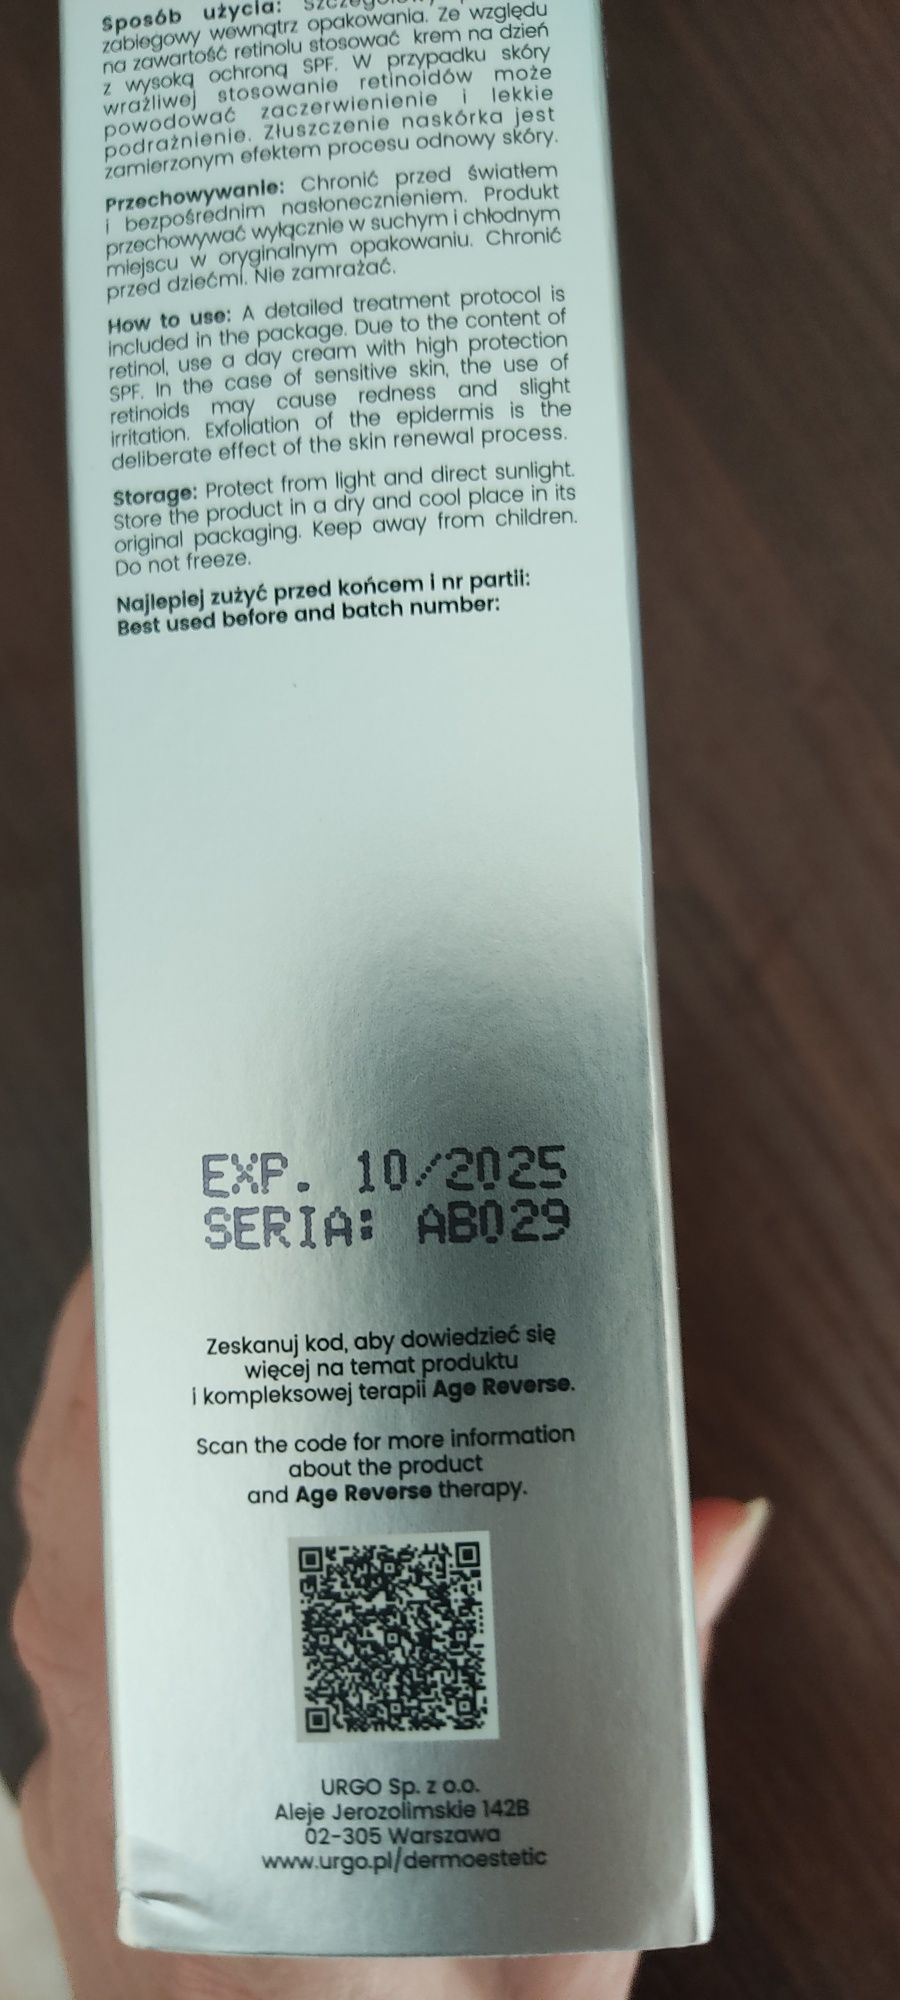 Sposób użycia:
zabiegowy wewnątrz opakowania. Ze względu
na zawartość retinolu stosować krem na dzień
z wysoką ochroną SPF. W przypadku skóry
wrażliwej stosowanie retinoidów może
powodować zaczerwienienie i lekkie
podrażnienie. Złuszczenie naskórka jest
zamierzonym efektem procesu odnowy skóry.
Przechowywanie: Chronić przed światłem
i bezpośrednim nasłonecznieniem. Produkt
przechowywać wyłącznie w suchym i chłodnym
miejscu w oryginalnym opakowaniu. Chronić
przed dziećmi. Nie zamrażać.
How to use: A detailed treatment protocol is
included in the package. Due to the content of
retinol, use a day cream with high protection
SPF. In the case of sensitive skin, the use of
retinoids may cause redness and slight
irritation. Exfoliation of the epidermis is the
deliberate effect of the skin renewal process.
Storage: Protect from light and direct sunlight.
Store the product in a dry and cool place in its
original packaging. Keep away from children.
Do not freeze.
Najlepiej zużyć przed końcem i nr partii:
Best used before and batch number:
EXP. 10/2025
SERIA: AB029
Zeskanuj kod, aby dowiedzieć się
więcej na temat produktu
i kompleksowej terapii Age Reverse.
Scan the code for more information
about the product
and Age Reverse therapy.
URGO Sp. z o.o.
Aleje Jerozolimskie 142B
02-305 Warszawa
www.urgo.pl/dermoestetic